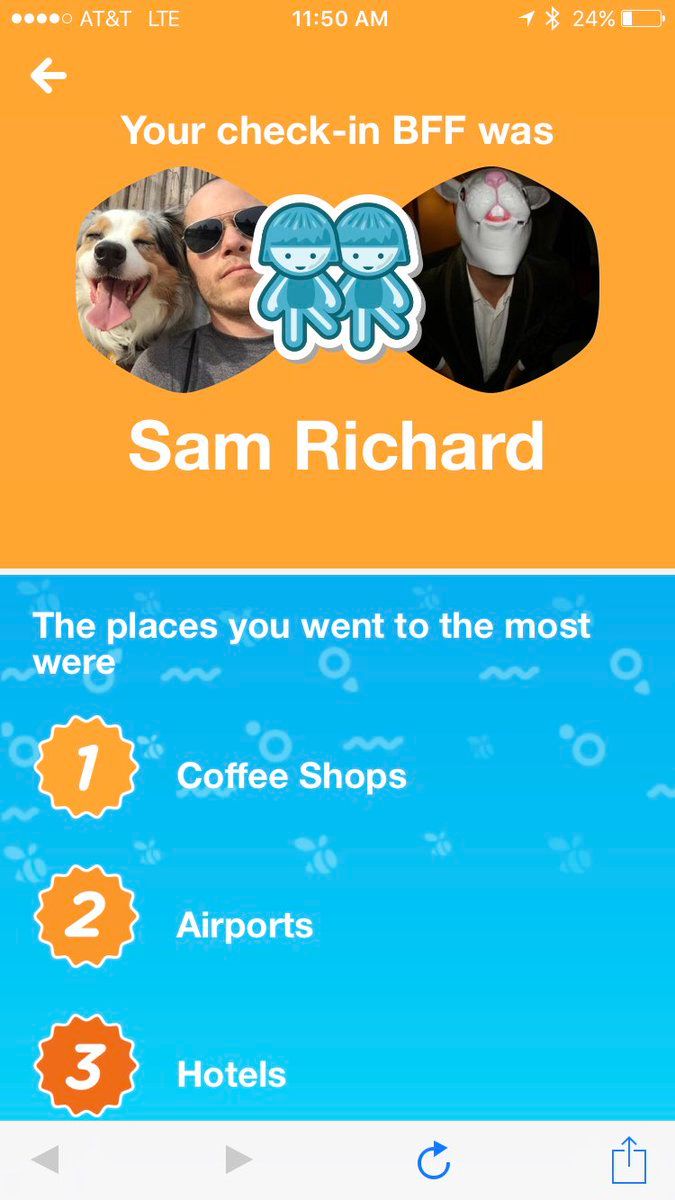 AT&T LTE 11:50 AM 24%
Your check-in BFF was
Sam Richard
The places you went to the most
were
1 Coffee Shops
2 Airports
3 Hotels